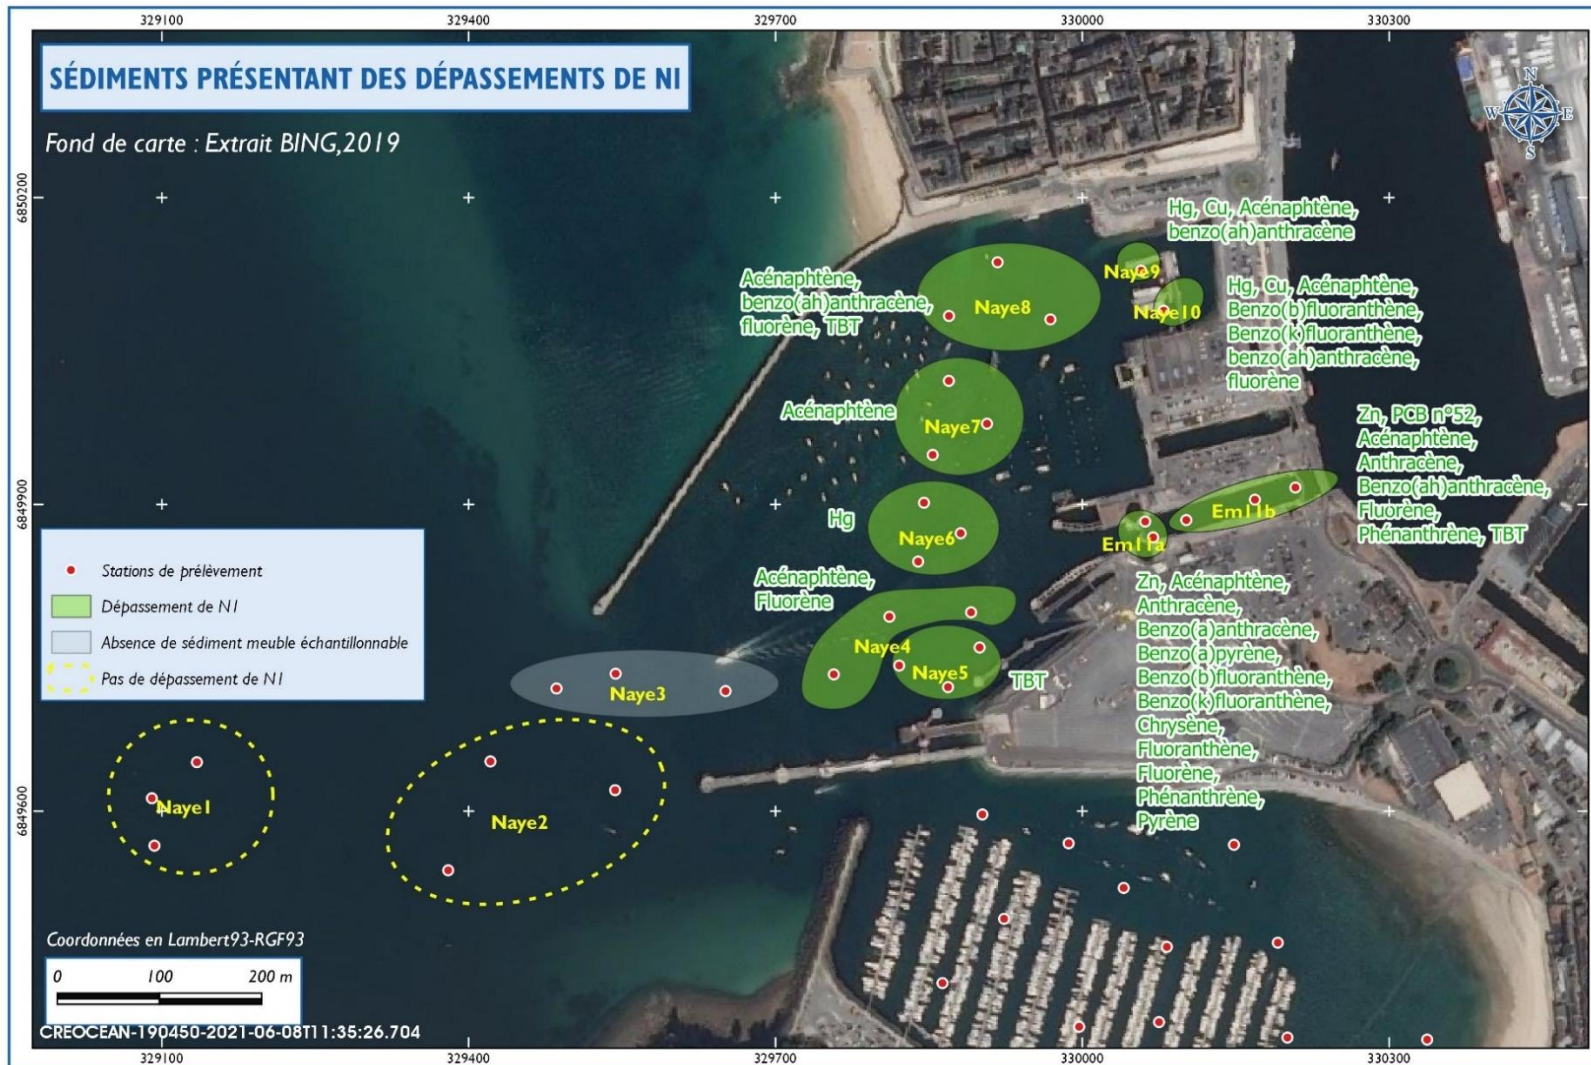 329100
329400
329700
330000
330300
SÉDIMENTS PRÉSENTANT DES DÉPASSEMENTS DE N1
Fond de carte : Extrait BING,2019
N
W
E
S
6850200
6849900
6849600
Hg, Cu, Acénaphtène,
benzo(ah)anthracène
Naye9
Acénaphtène,
benzo(ah)anthracène,
fluorène, TBT
Naye8
Naye10
Hg, Cu, Acénaphtène,
Benzo(b)fluoranthène,
Benzo(k)fluoranthène,
benzo(ah)anthracène,
fluorène
Acénaphtène
Naye7
Zn, PCB n°52,
Acénaphtène,
Anthracène,
Benzo(ah)anthracène,
Fluorène,
Phénanthrène, TBT
Em11b
Hg
Naye6
Em11a
Acénaphtène,
Fluorène
Zn, Acénaphtène,
Anthracène,
Benzo(a)anthracène,
Benzo(a)pyrène,
Benzo(b)fluoranthène,
Benzo(k)fluoranthène,
Chrysène,
Fluoranthène,
Fluorène,
Phénanthrène,
Pyrène
Naye4
Naye5
TBT
Naye3
Naye1
Naye2
Stations de prélèvement
Dépassement de N1
Absence de sédiment meuble échantillonnable
Pas de dépassement de N1
Coordonnées en Lambert93-RGF93
0 100 200 m
CREOCEAN-190450-2021-06-08T11:35:26.704
329100
329400
329700
330000
330300